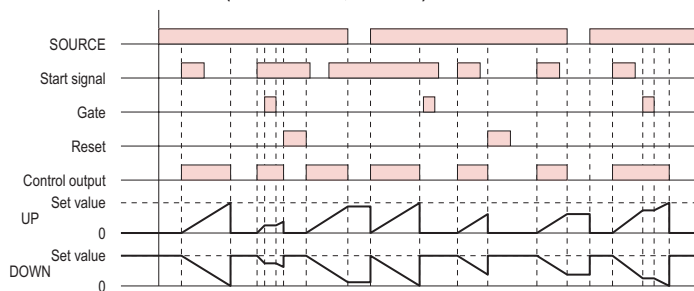 SOURCE
Start signal
Gate
Reset
Control output
Set value
UP
0
Set value
DOWN
0